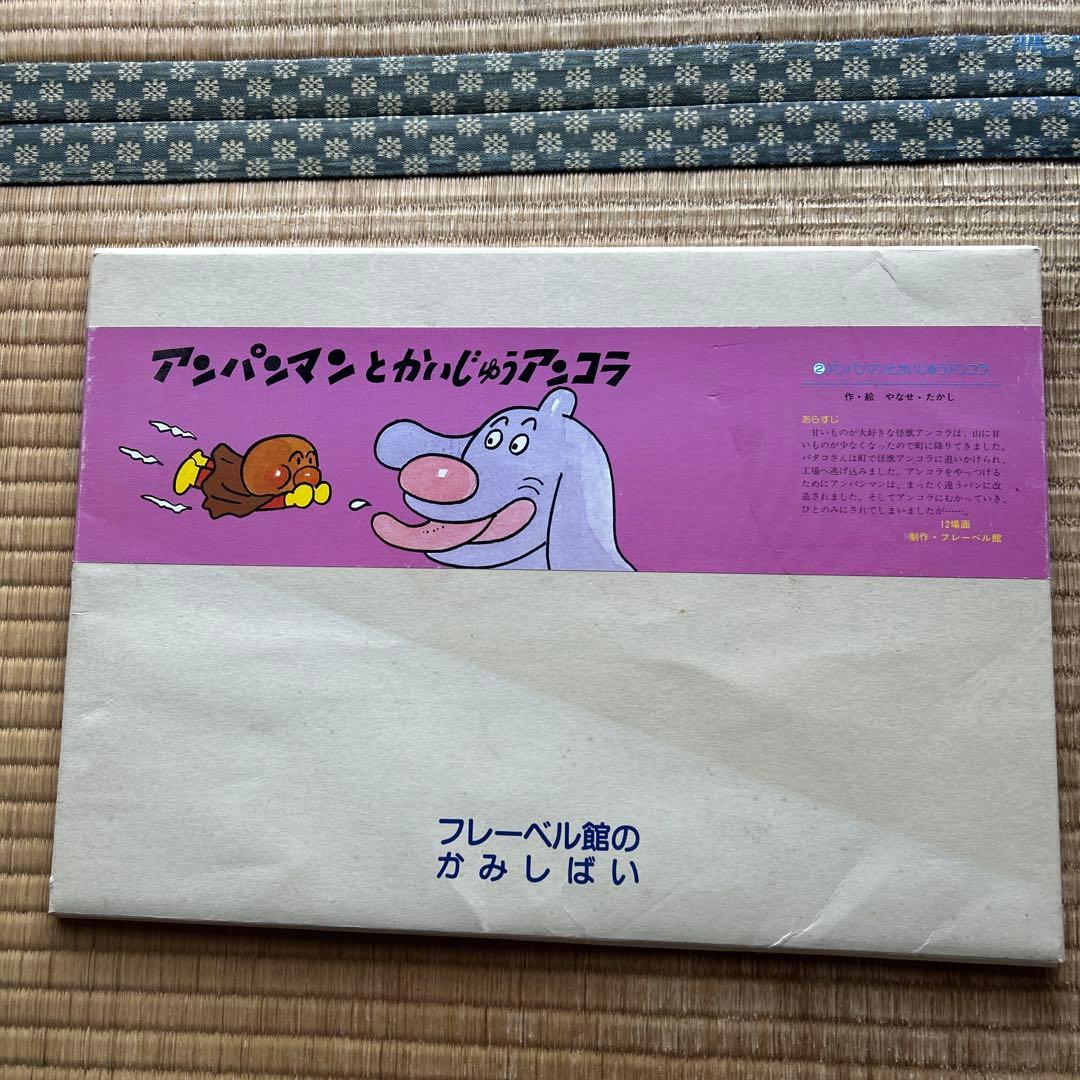 アンパンマンとかいじゅうアンコラ
②アンパンマンとかいじゅうアンコラ
作・絵 やなせ・たかし
あらすじ
甘いものが大好きな怪獣アンコラは、山に甘
いものが少なくなったので町に降りてきました。
バタコさんは町で怪獣アンコラに追いかけられ、
工場へ逃げ込みました。アンコラをやっつける
ためにアンパンマンは、まったく違うパンに改
造されました。そしてアンコラにむかっていき、
ひとのみにされてしまいましたが……。
12場面
制作・フレーベル館
フレーベル館の
かみしばい